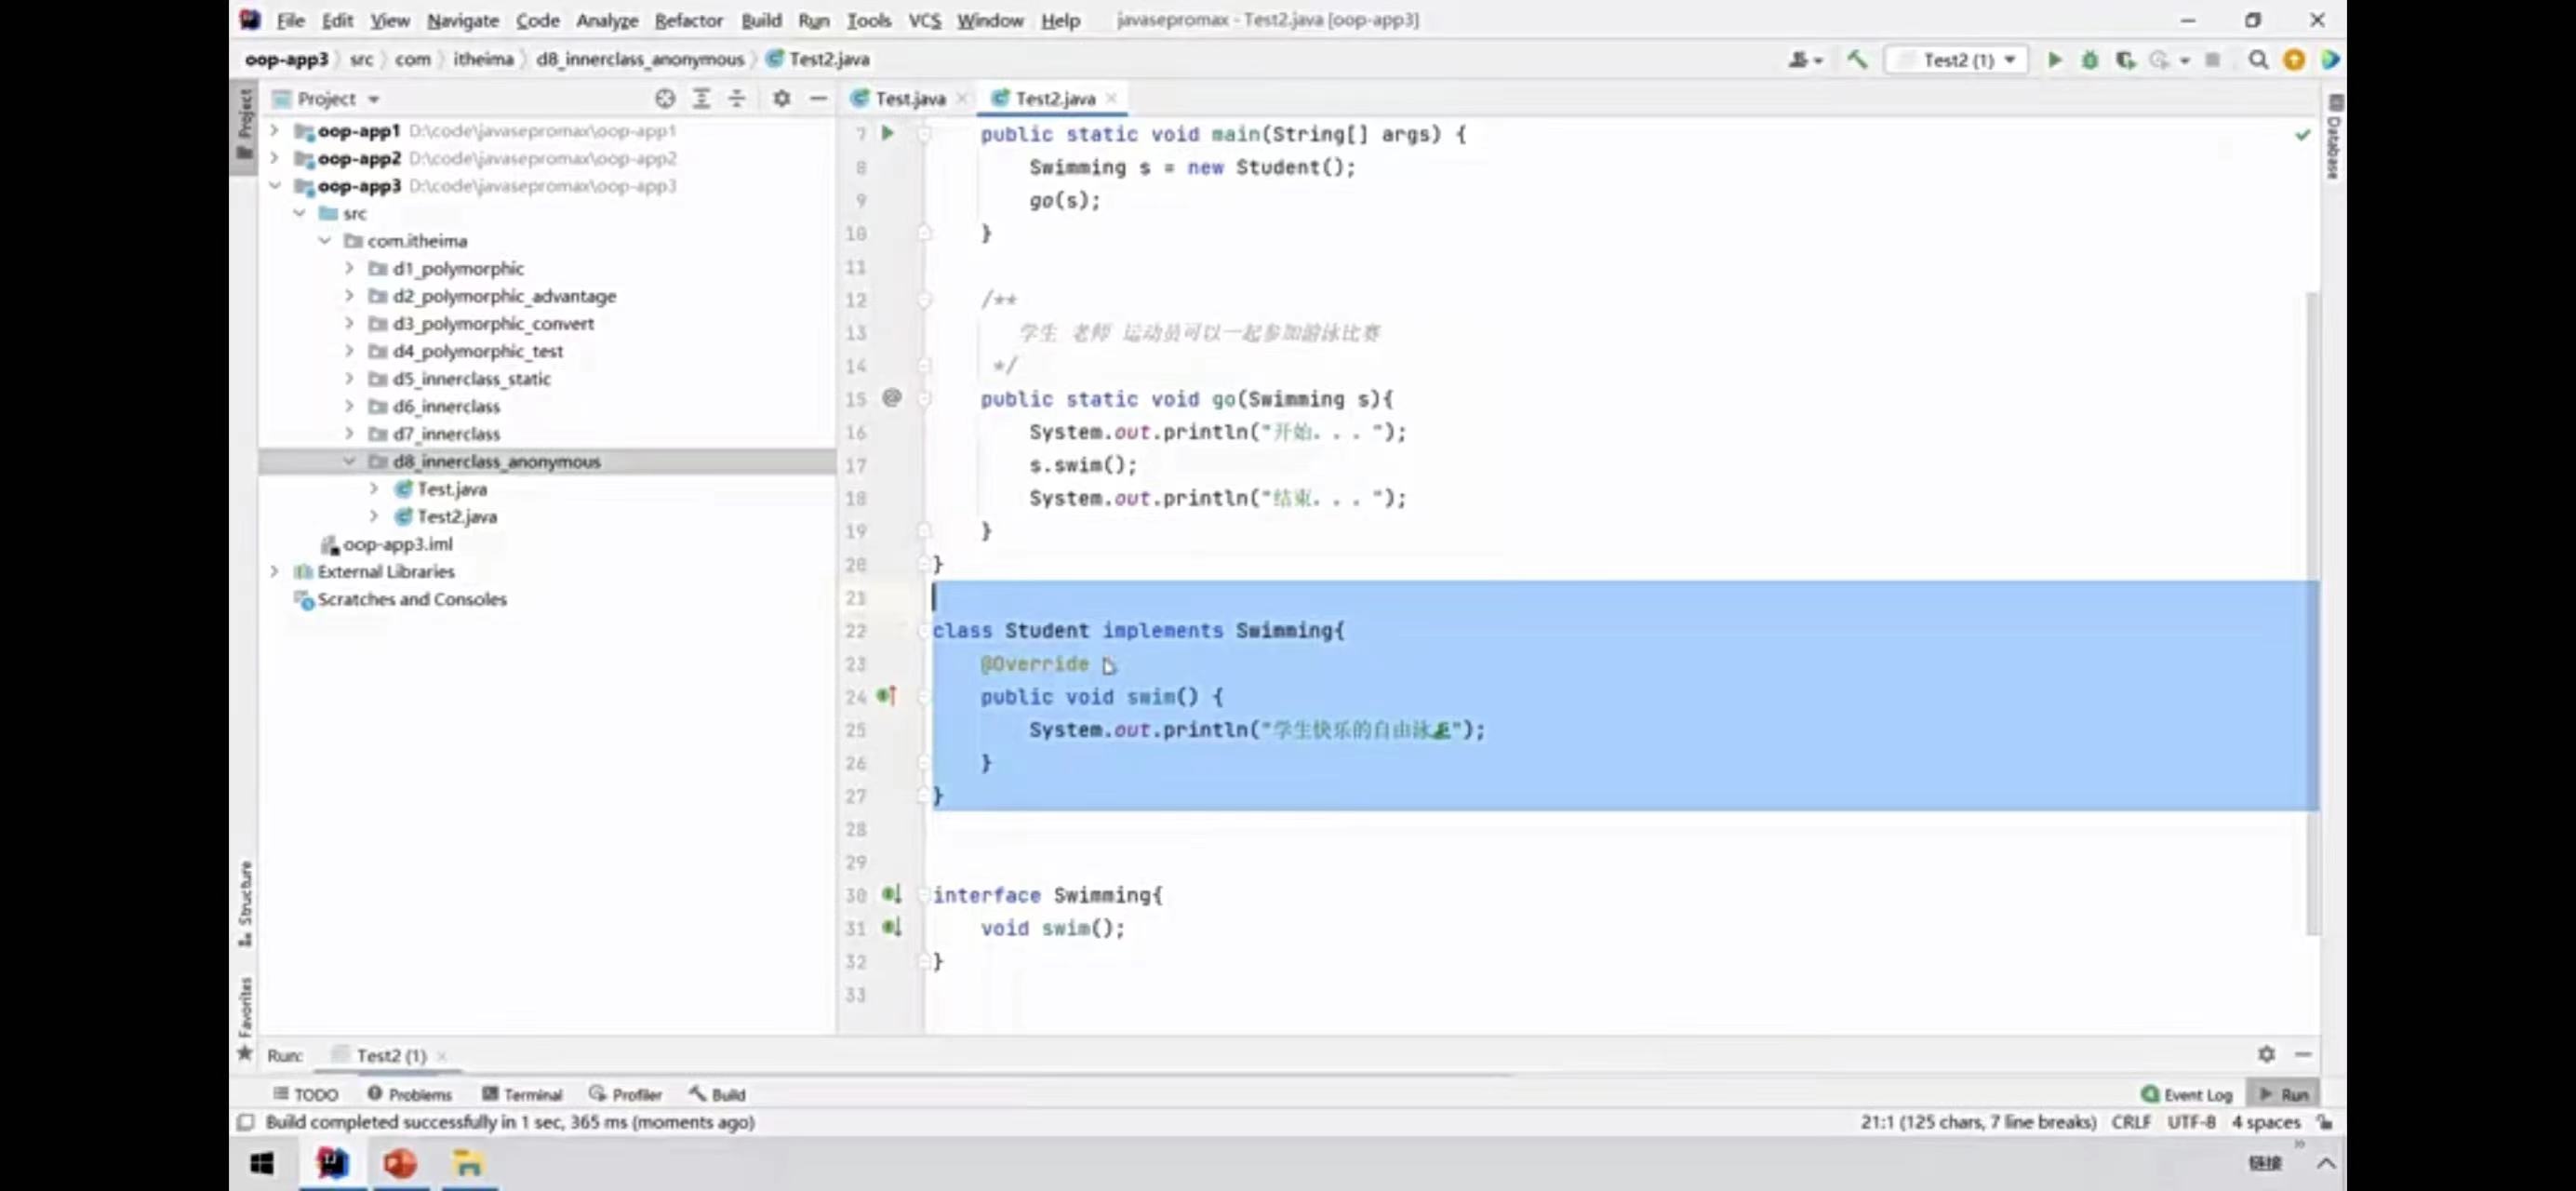 File Edit View Navigate Code Analyze Refactor Build Run Tools VCS Window Help javasepromax - Test2.java [oop-app3]
oop-app3 src com itheima d8_innerclass_anonymous Test2.java Test2 (1)
Project
Test.java Test2.java
Project
Database
Structure
Favorites
oop-app1 D:\code\javasepromax\oop-app1
oop-app2 D:\code\javasepromax\oop-app2
oop-app3 D:\code\javasepromax\oop-app3
src
com.itheima
d1_polymorphic
d2_polymorphic_advantage
d3_polymorphic_convert
d4_polymorphic_test
d5_innerclass_static
d6_innerclass
d7_innerclass
d8_innerclass_anonymous
Test.java
Test2.java
oop-app3.iml
External Libraries
Scratches and Consoles
7 public static void main(String[] args) {
8 Swimming s = new Student();
9 go(s);
10 }
11
12 /**
13 学生 老师 运动员可以一起参加游泳比赛
14 */
15 @ public static void go(Swimming s){
16 System.out.println("开始. . . ");
17 s.swim();
18 System.out.println("结束. . . ");
19 }
20 }
21
22 class Student implements Swimming{
23 @Override
24 public void swim() {
25 System.out.println("学生快乐的自由泳🏊");
26 }
27 }
28
29
30 interface Swimming{
31 void swim();
32 }
33
Run: Test2 (1)
TODO Problems Terminal Profiler Build Event Log Run
Build completed successfully in 1 sec, 365 ms (moments ago) 21:1 (125 chars, 7 line breaks) CRLF UTF-8 4 spaces
链接